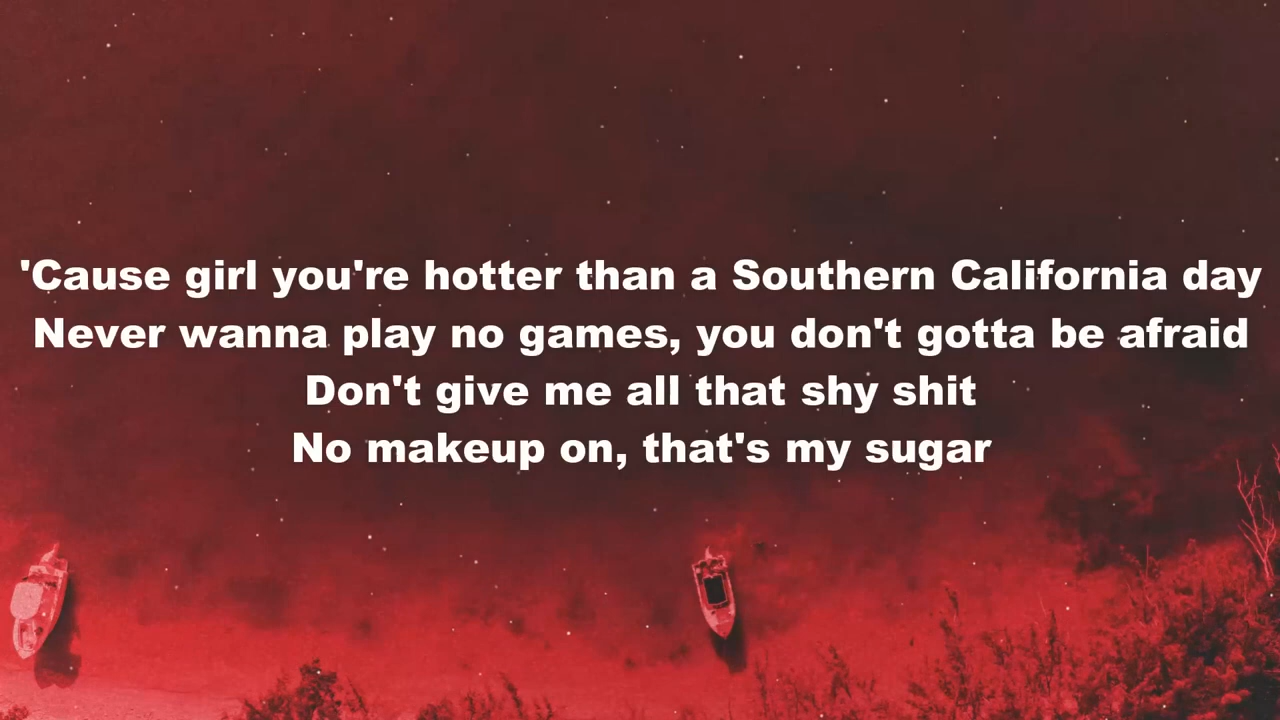 'Cause girl you're hotter than a Southern California day
Never wanna play no games, you don't gotta be afraid
Don't give me all that shy shit
No makeup on, that's my sugar